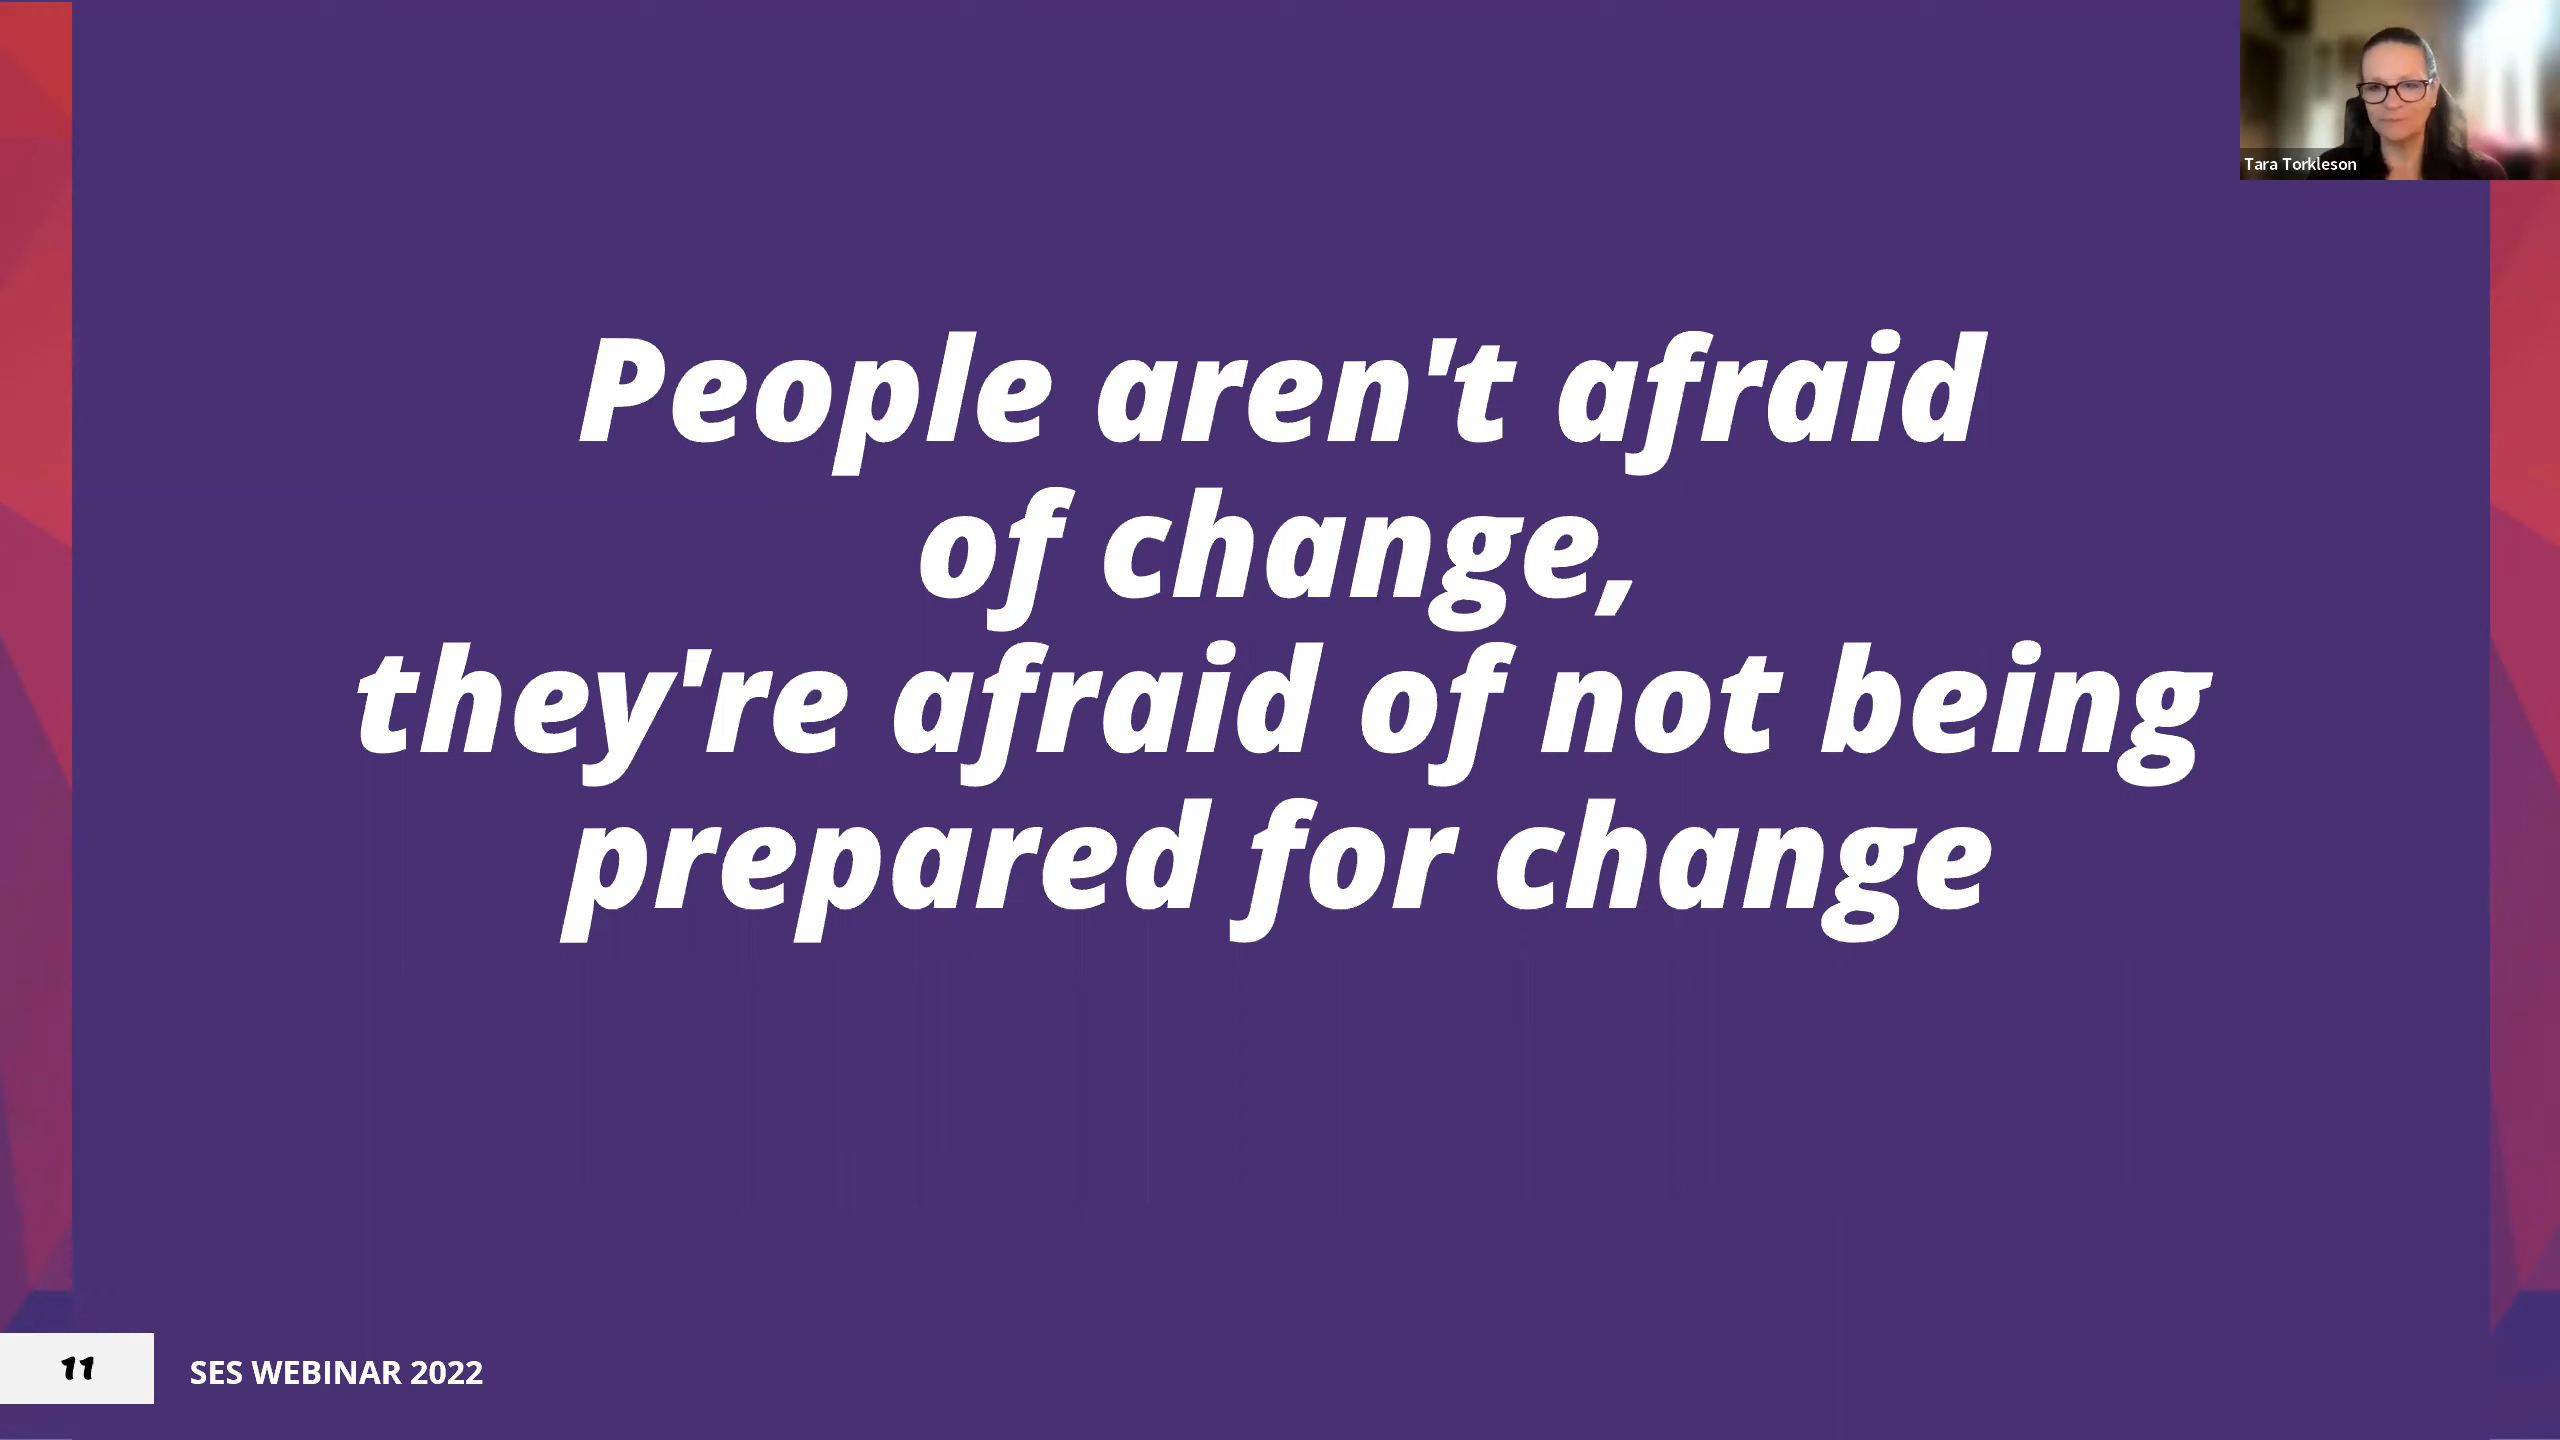 Tara Torkleson
People aren't afraid
of change,
they're afraid of not being
prepared for change
11
SES WEBINAR 2022